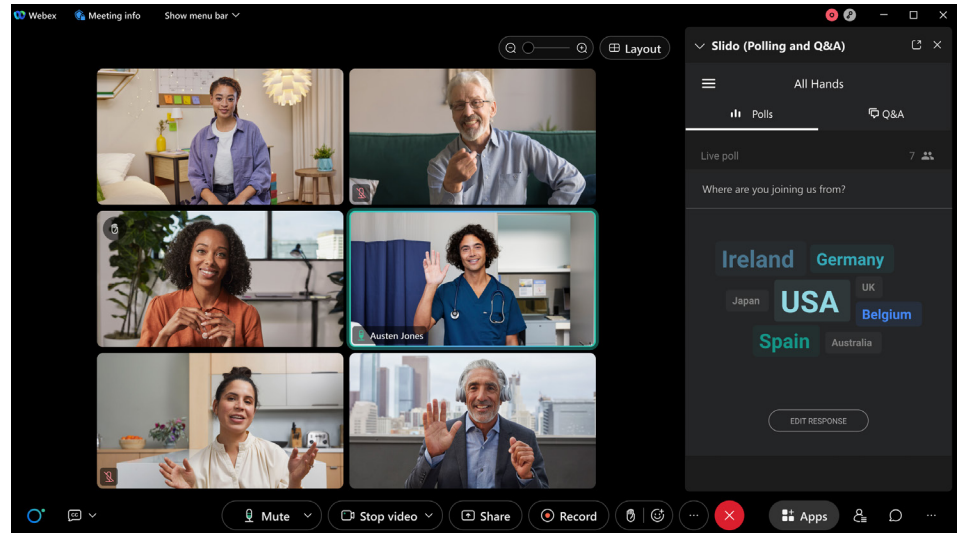 Webex
Meeting info
Show menu bar
Layout
Slido (Polling and Q&A)
All Hands
Polls
Q&A
Live poll
7
Where are you joining us from?
Ireland
Germany
Japan
USA
UK
Belgium
Spain
Australia
EDIT RESPONSE
Austen Jones
CC
Mute
Stop video
Share
Record
Apps